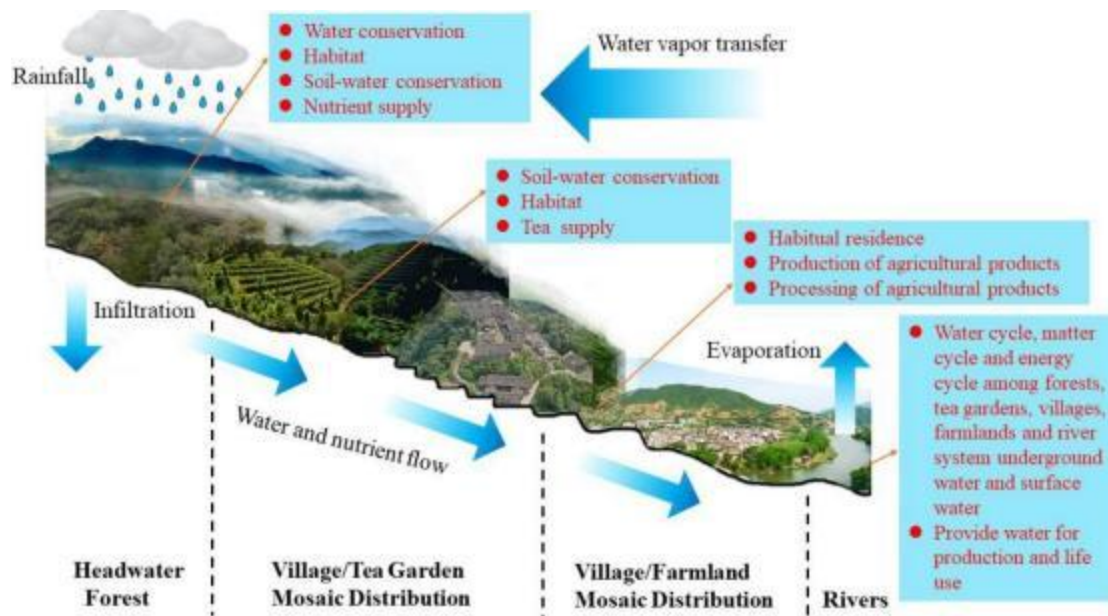 Rainfall
Water conservation
Habitat
Soil-water conservation
Nutrient supply
Water vapor transfer
Soil-water conservation
Habitat
Tea supply
Habitual residence
Production of agricultural products
Processing of agricultural products
Infiltration
Evaporation
Water cycle, matter
cycle and energy
cycle among forests,
tea gardens, villages,
farmlands and river
system underground
water and surface
water
Provide water for
production and life
use
Water and nutrient flow
Headwater
Forest
Village/Tea Garden
Mosaic Distribution
Village/Farmland
Mosaic Distribution
Rivers